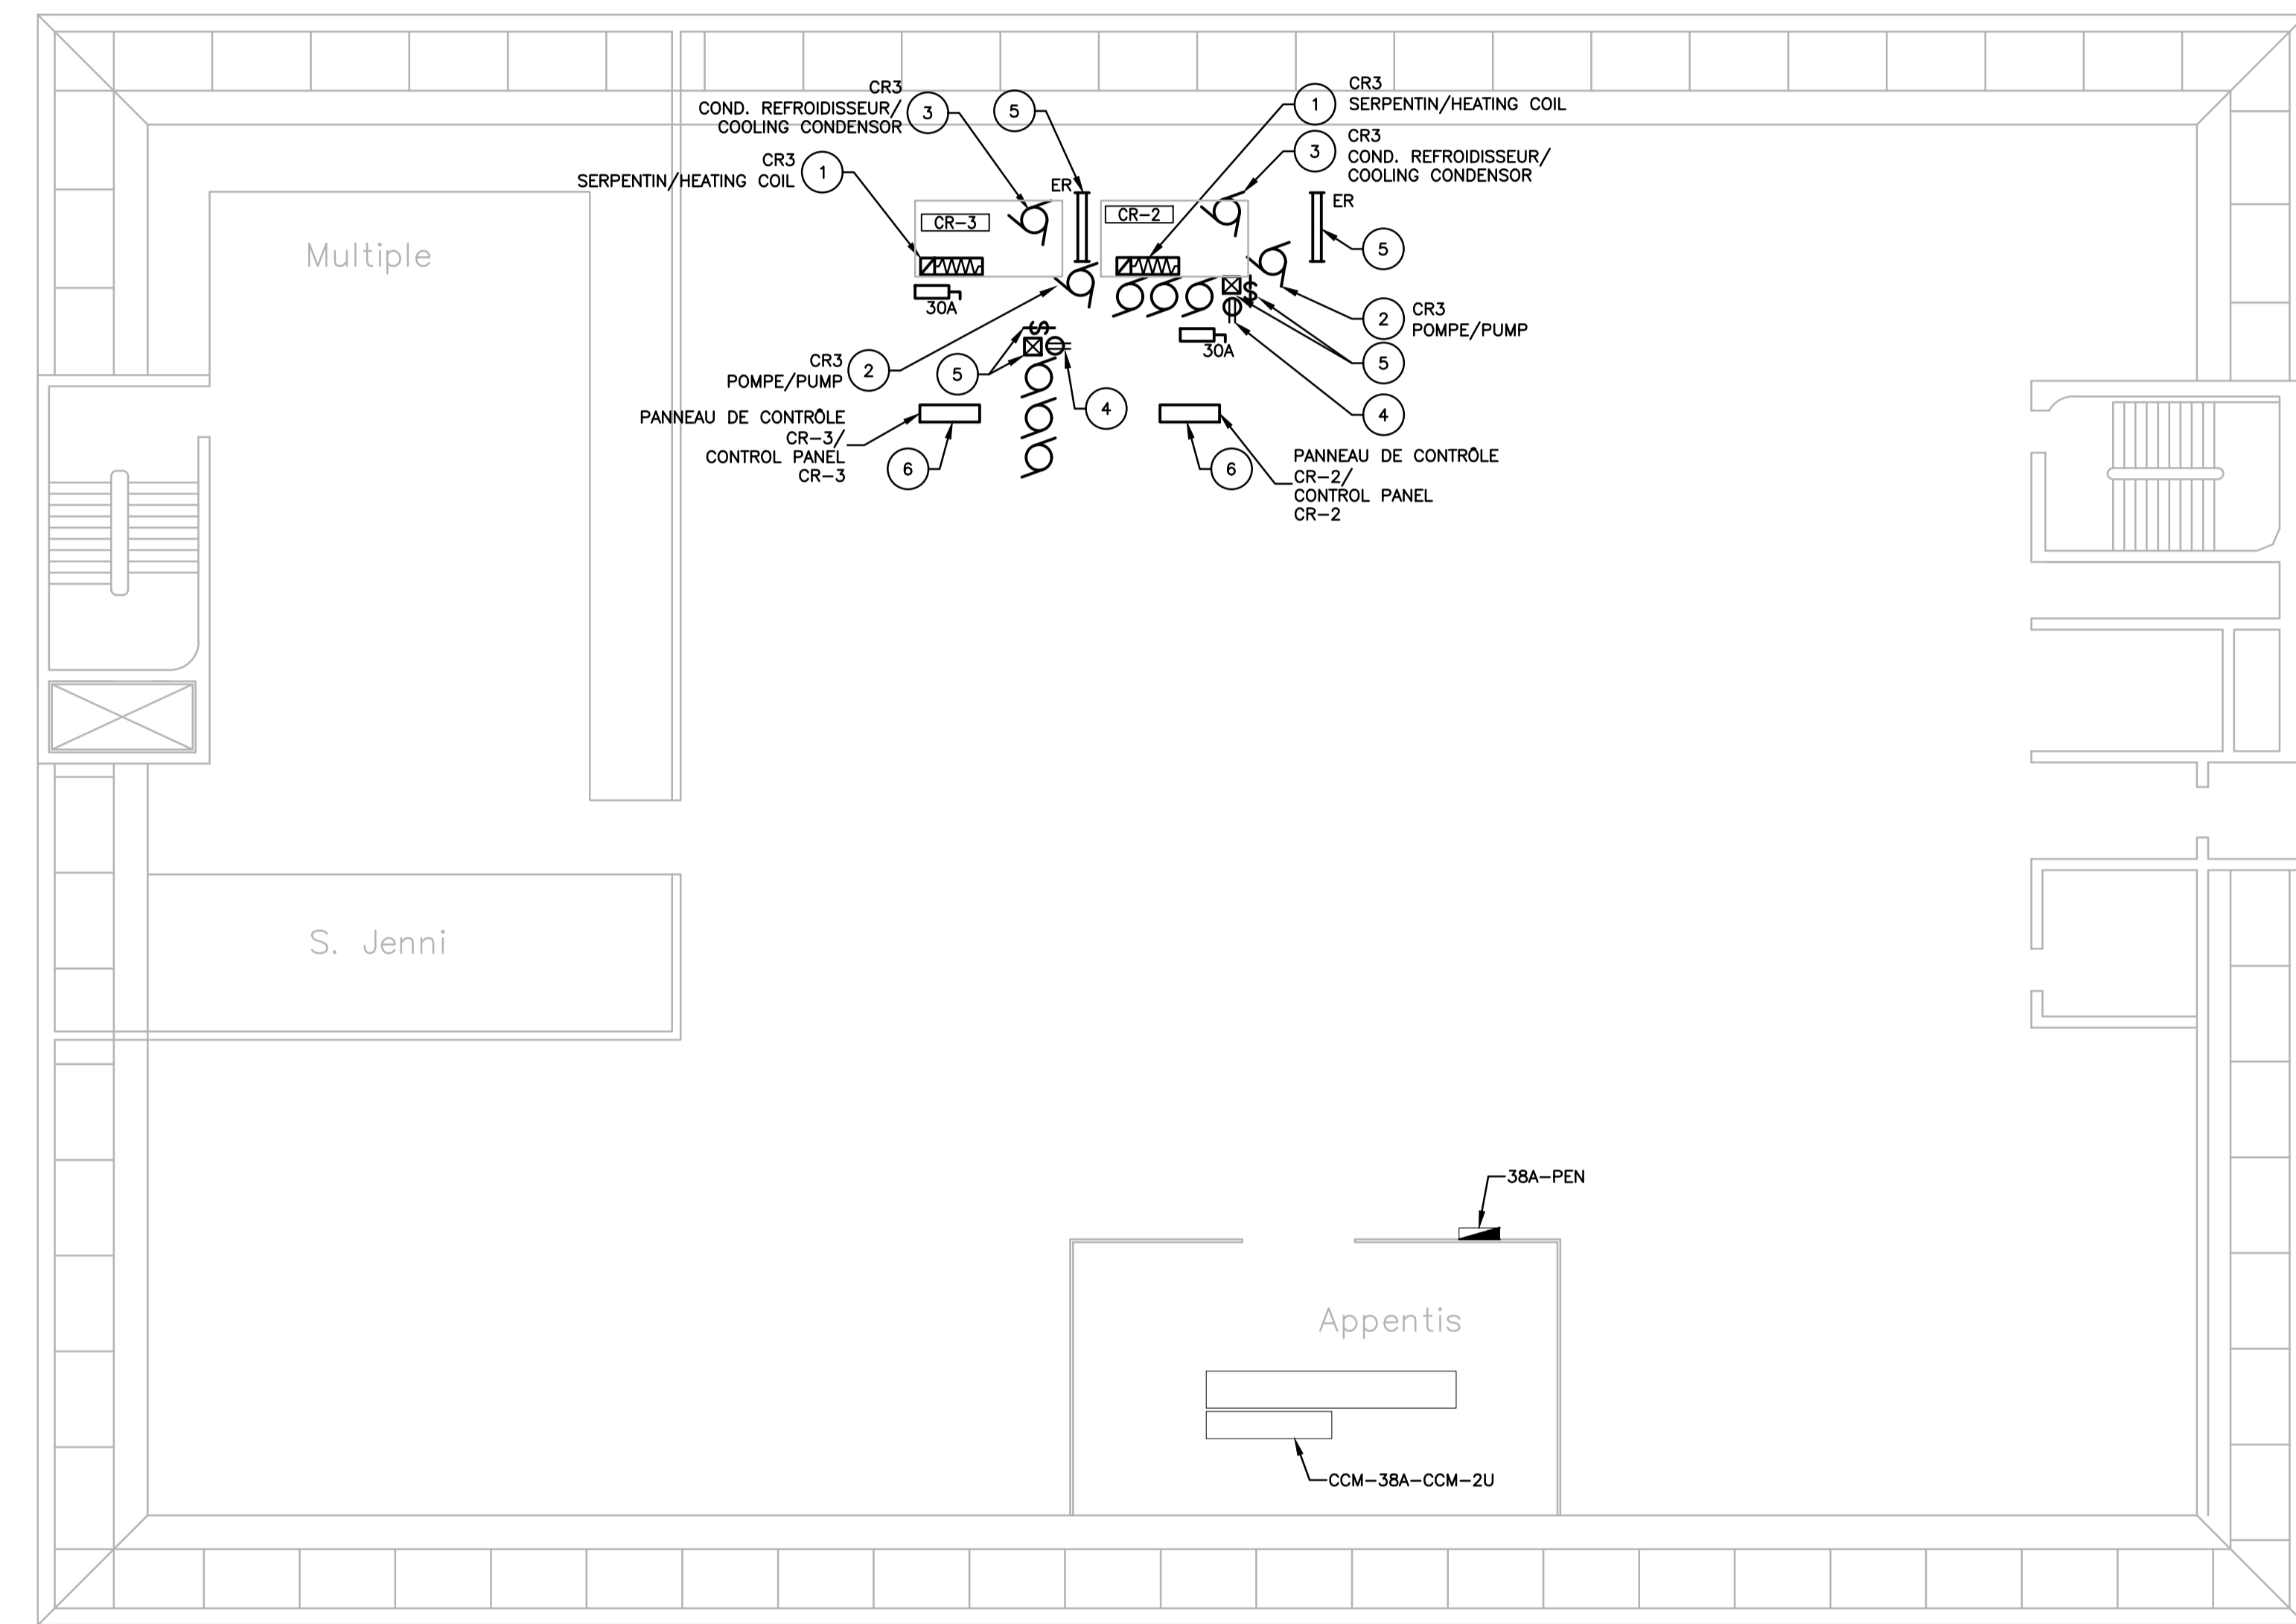 CR3
COND. REFROIDISSEUR/
COOLING CONDENSOR
3
5
1
CR3
SERPENTIN/HEATING COIL
3
CR3
COND. REFROIDISSEUR/
COOLING CONDENSOR
CR3
SERPENTIN/HEATING COIL
1
ER
ER
CR-3
CR-2
5
Multiple
30A
2
CR3
POMPE/PUMP
$
$
30A
CR3
POMPE/PUMP
2
5
5
4
4
PANNEAU DE CONTRÔLE
CR-3/
CONTROL PANEL
CR-3
6
6
PANNEAU DE CONTRÔLE
CR-2/
CONTROL PANEL
CR-2
S. Jenni
38A-PEN
Appentis
CCM-38A-CCM-2U